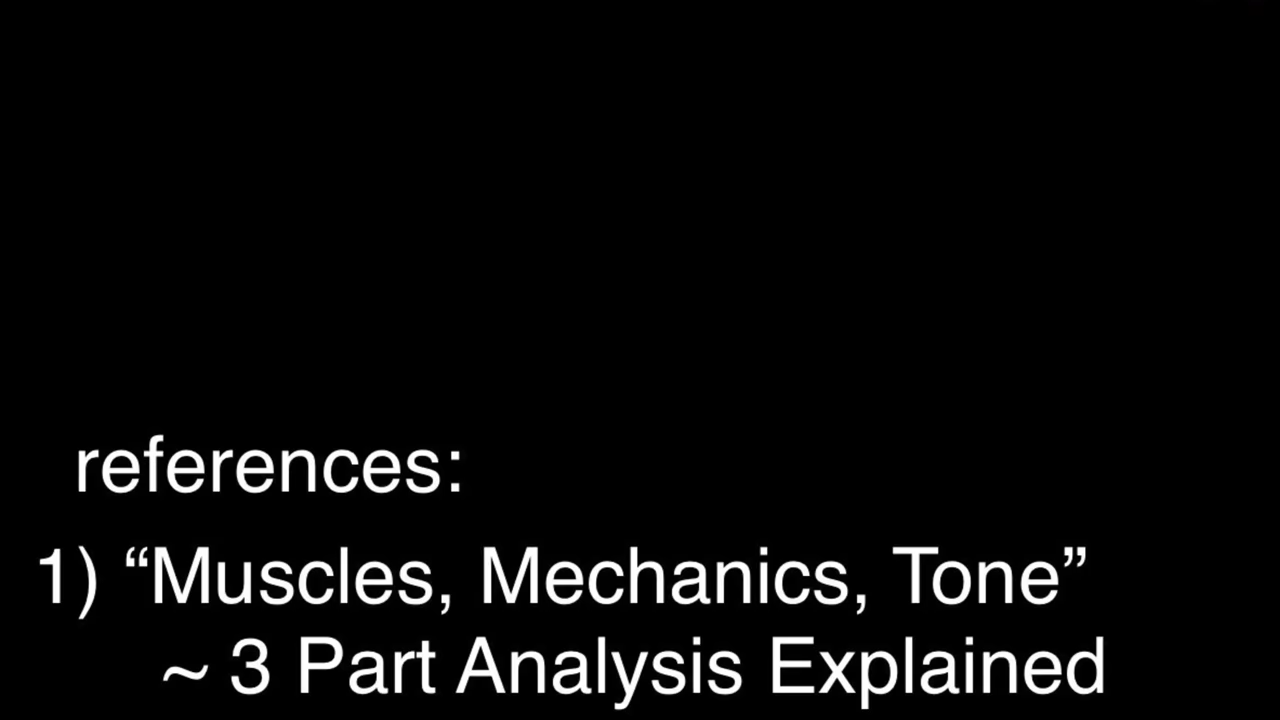 references:
1) “Muscles, Mechanics, Tone”
~ 3 Part Analysis Explained